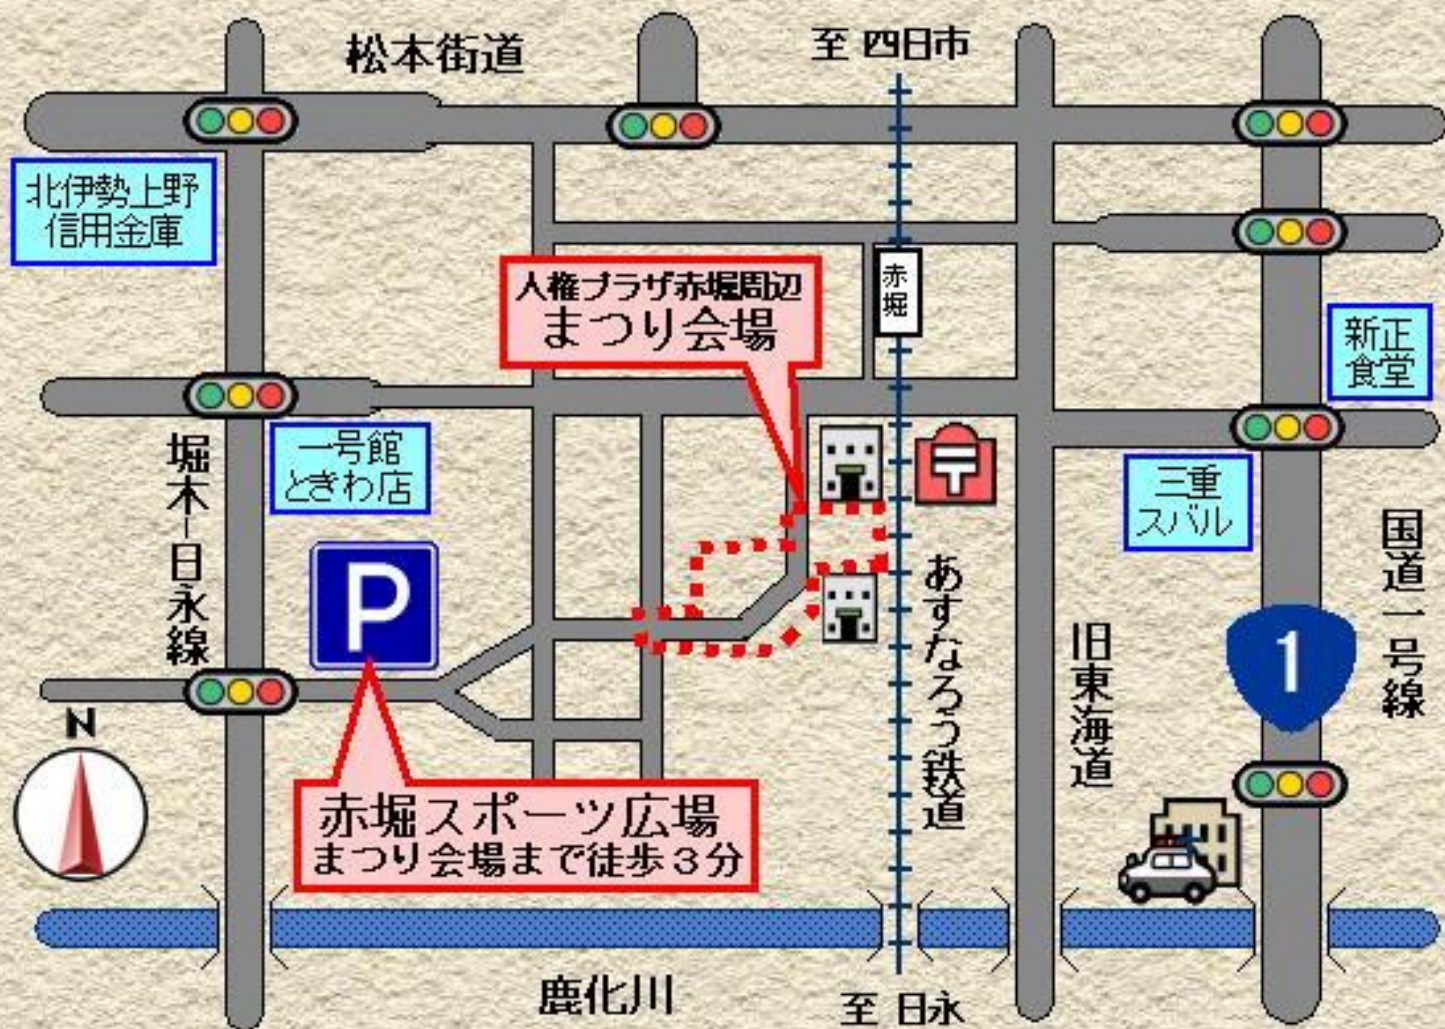 松本街道
至 四日市
北伊勢上野
信用金庫
人権プラザ赤堀周辺
まつり会場
赤堀
新正
食堂
一号館
ときわ店
堀木-日永線
三重
スバル
国道一号線
P
あすなろう鉄道
旧東海道
1
N
赤堀スポーツ広場
まつり会場まで徒歩3分
鹿化川
至 日永